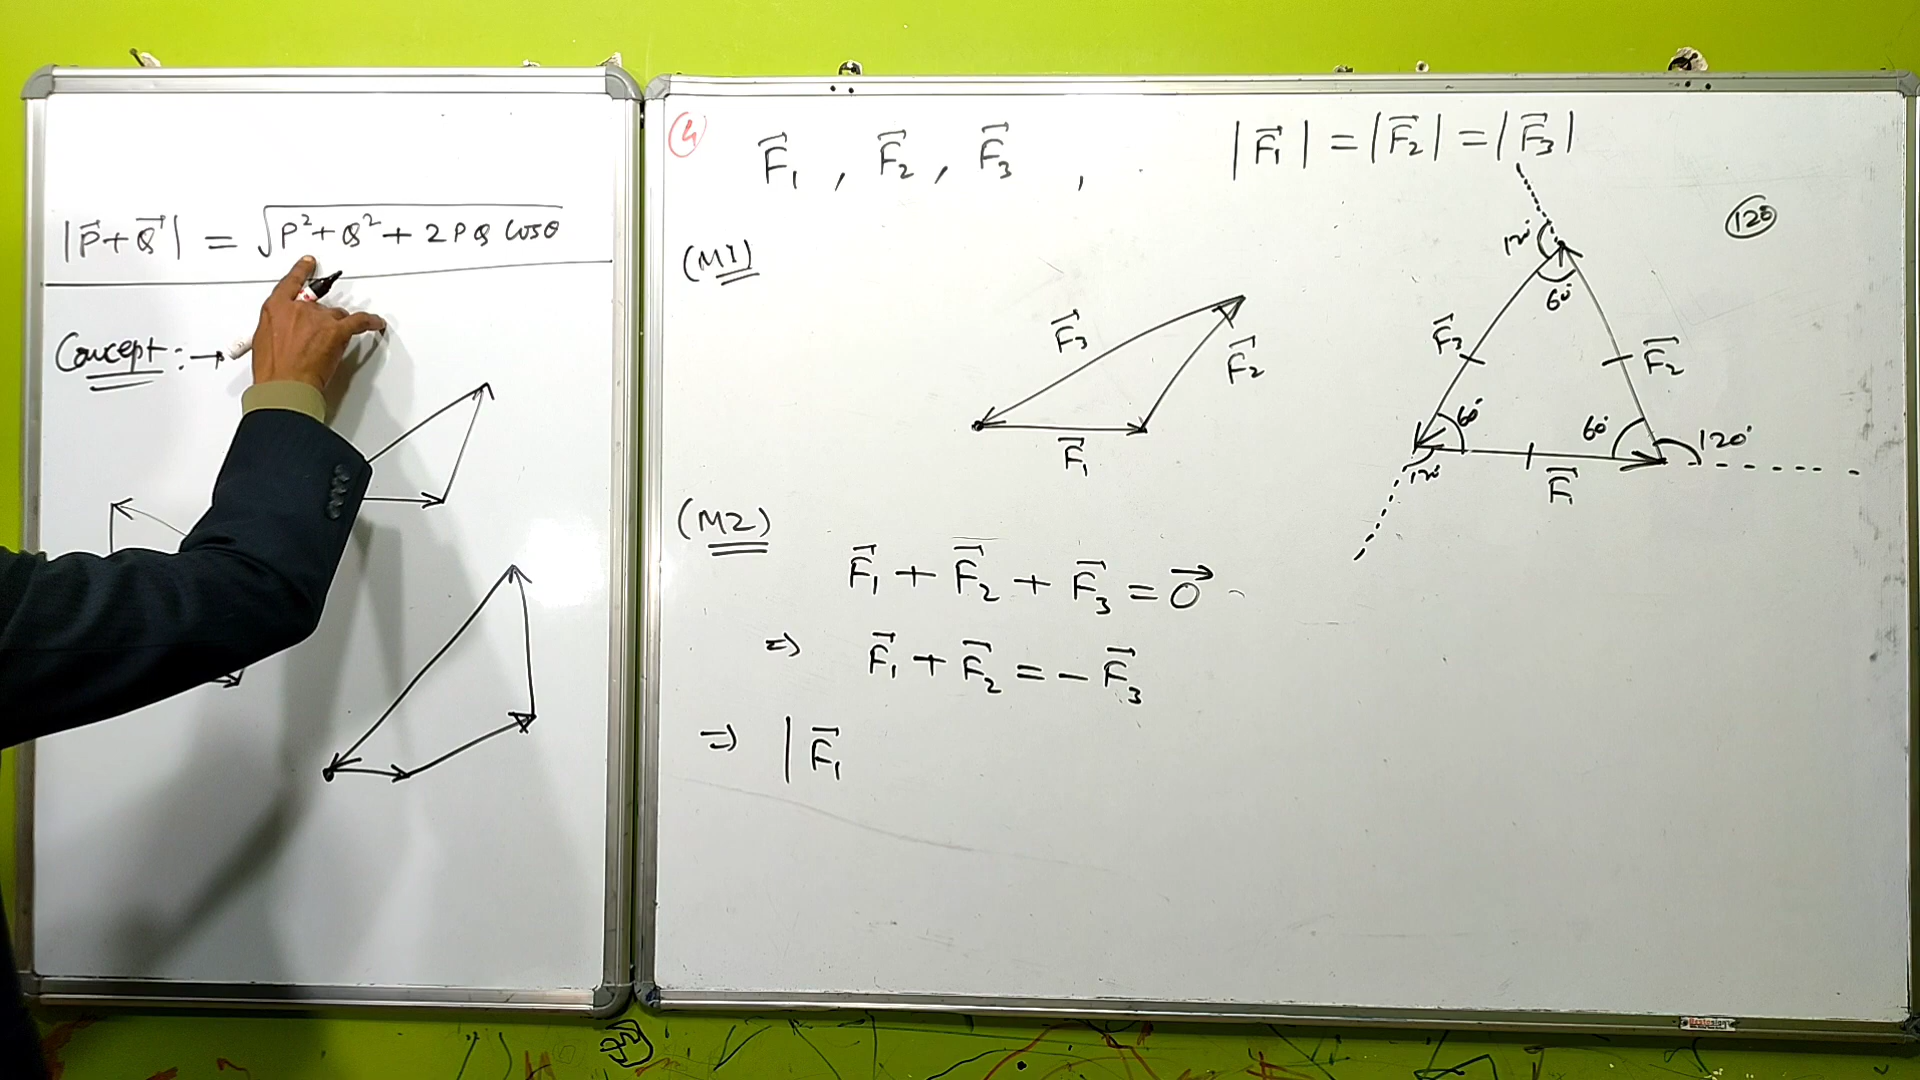 |P⃗+Q⃗| = √P²+Q²+2PQ Cosθ
Concept: →
④ F⃗₁, F⃗₂, F⃗₃, |F⃗₁| = |F⃗₂| = |F⃗₃|
(M1)
F⃗₃
F⃗₂
F⃗₁
120°
120°
60°
F⃗₃
F⃗₂
60°
60°
120°
120°
F⃗₁
(M2)
F⃗₁ + F⃗₂ + F⃗₃ = 0⃗
⇒ F⃗₁ + F⃗₂ = - F⃗₃
⇒ |F⃗₁